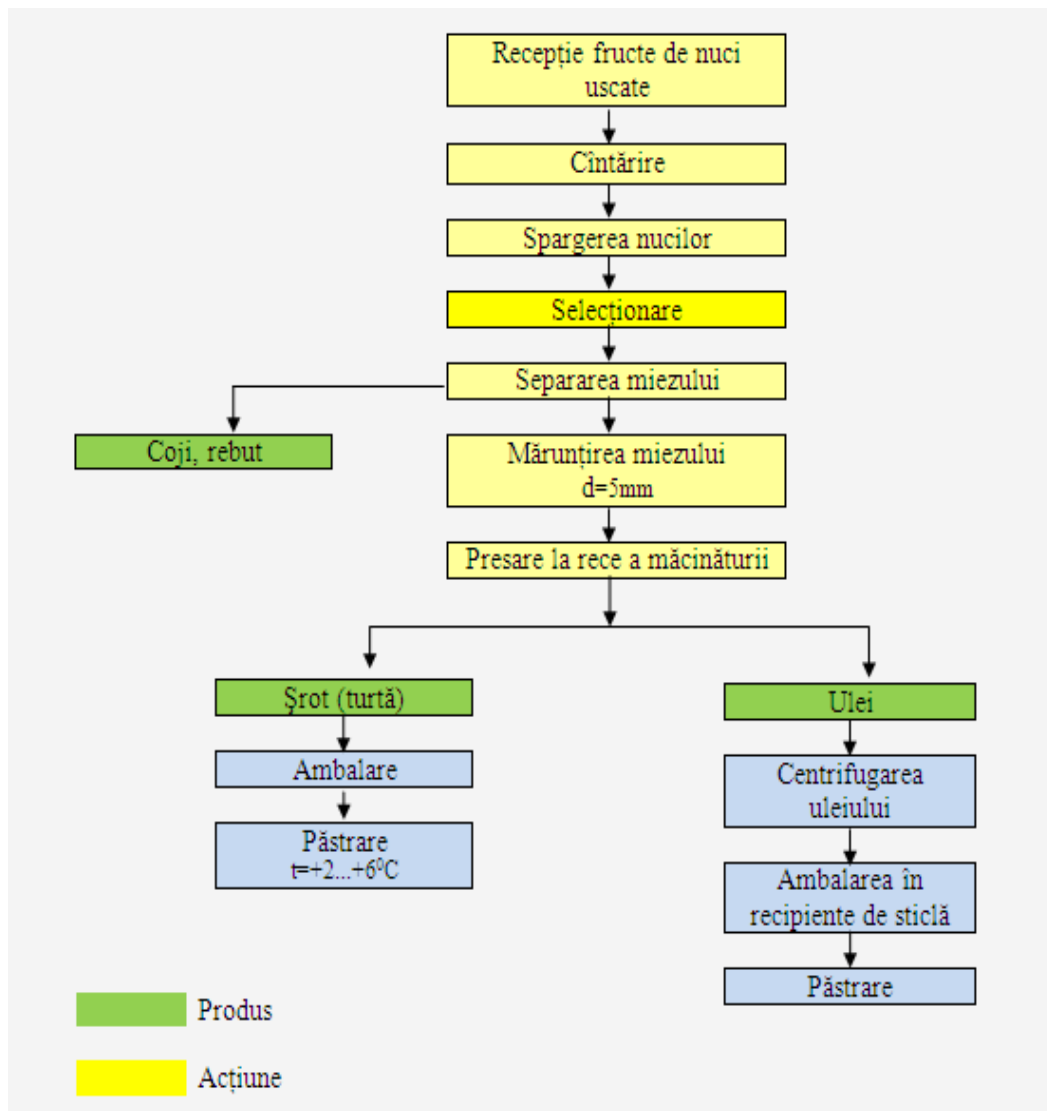 Recepție fructe de nuci
uscate
Cîntărire
Spargerea nucilor
Selecționare
Separarea miezului
Coji, rebut
Mărunțirea miezului
d=5mm
Presare la rece a măcinăturii
Şrot (turtă)
Ambalare
Păstrare
t=+2...+6⁰C
Ulei
Centrifugarea
uleiului
Ambalarea în
recipiente de sticlă
Păstrare
Produs
Acțiune